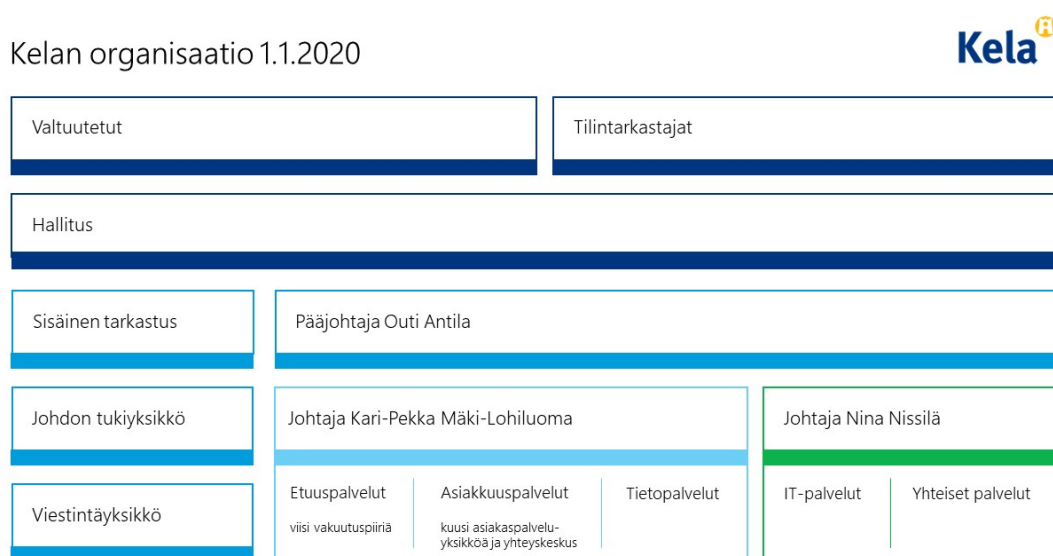 Kelan organisaatio 1.1.2020
Kela
Valtuutetut
Tilintarkastajat
Hallitus
Sisäinen tarkastus
Pääjohtaja Outi Antila
Johdon tukiyksikkö
Johtaja Kari-Pekka Mäki-Lohiluoma
Johtaja Nina Nissilä
Etuuspalvelut
viisi vakuutuspiiriä
Asiakkuuspalvelut
kuusi asiakaspalvelu-
yksikköä ja yhteyskeskus
Tietopalvelut
IT-palvelut
Yhteiset palvelut
Viestintäyksikkö